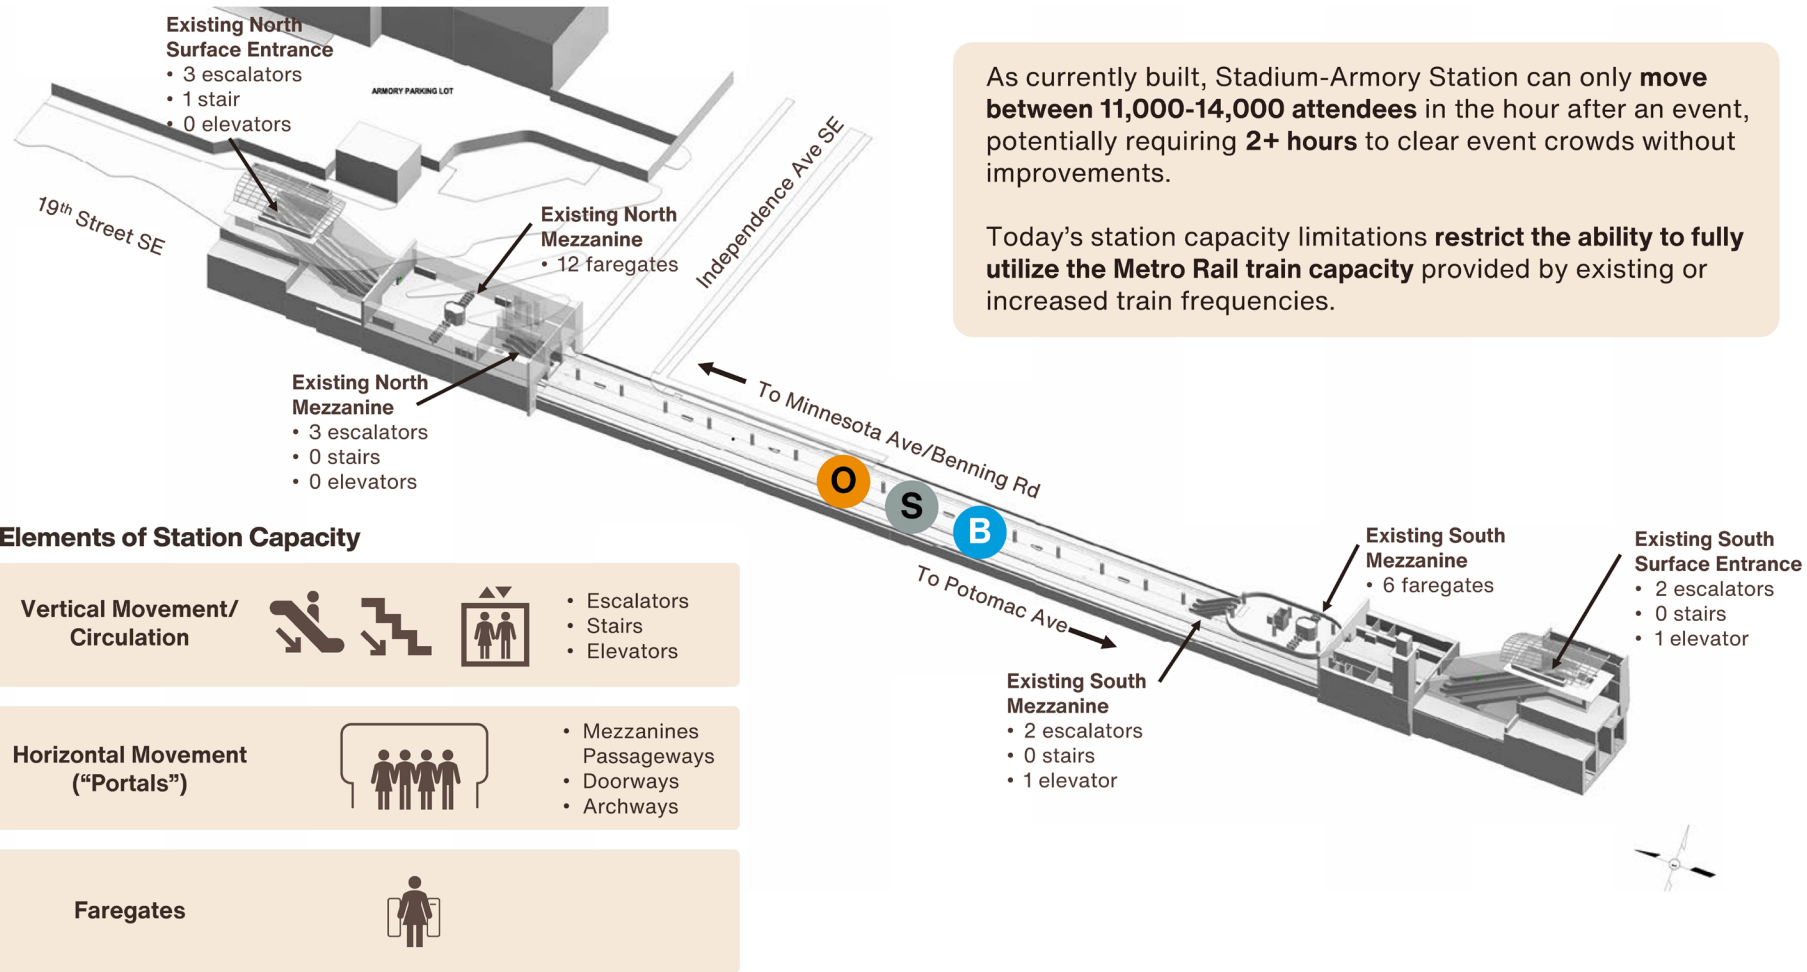 Existing North
Surface Entrance
• 3 escalators
• 1 stair
• 0 elevators
ARMORY PARKING LOT
19th Street SE
Existing North
Mezzanine
• 12 faregates
Independence Ave SE
As currently built, Stadium-Armory Station can only move
between 11,000-14,000 attendees in the hour after an event,
potentially requiring 2+ hours to clear event crowds without
improvements.
Today’s station capacity limitations restrict the ability to fully
utilize the Metro Rail train capacity provided by existing or
increased train frequencies.
Existing North
Mezzanine
• 3 escalators
• 0 stairs
• 0 elevators
To Minnesota Ave/Benning Rd
O
S
B
To Potomac Ave
Existing South
Mezzanine
• 6 faregates
Existing South
Surface Entrance
• 2 escalators
• 0 stairs
• 1 elevator
Existing South
Mezzanine
• 2 escalators
• 0 stairs
• 1 elevator
Elements of Station Capacity
Vertical Movement/
Circulation
• Escalators
• Stairs
• Elevators
Horizontal Movement
(“Portals”)
• Mezzanines
Passageways
• Doorways
• Archways
Faregates